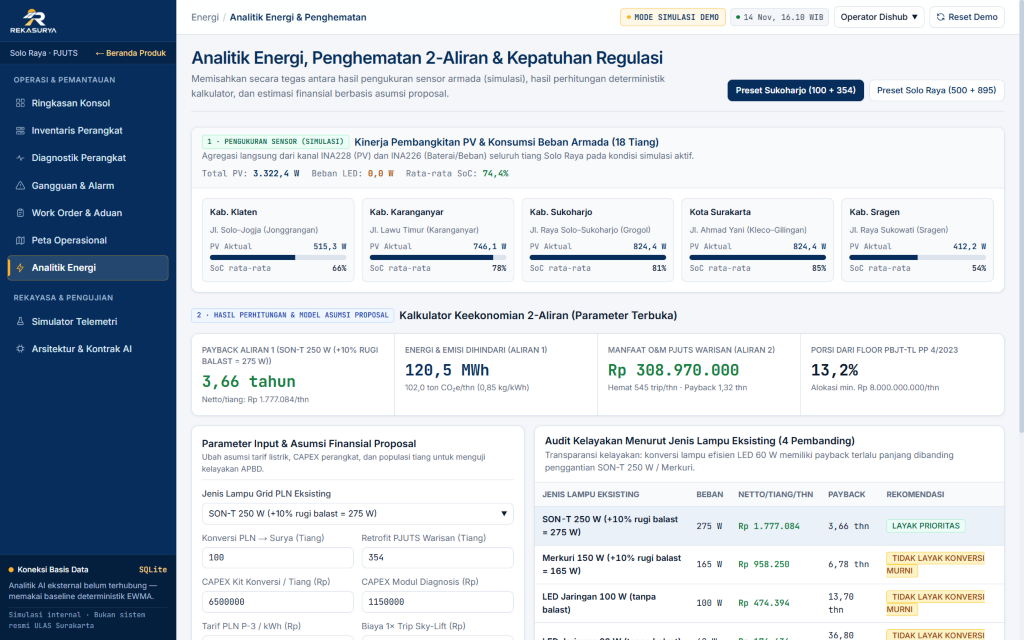 REKASURYA
Solo Raya · PJUTS
← Beranda Produk
OPERASI & PEMANTAUAN
Ringkasan Konsol
Inventaris Perangkat
Diagnostik Perangkat
Gangguan & Alarm
Work Order & Aduan
Peta Operasional
Analitik Energi
REKAYASA & PENGUJIAN
Simulator Telemetri
Arsitektur & Kontrak AI
Koneksi Basis Data
SQLite
Analitik AI eksternal belum terhubung —
memakai baseline deterministik EWMA.
Simulasi internal · Bukan sistem
resmi ULAS Surakarta
Energi / Analitik Energi & Penghematan
MODE SIMULASI DEMO
14 Nov, 16.10 WIB
Operator Dishub ▼
Reset Demo
Analitik Energi, Penghematan 2-Aliran & Kepatuhan Regulasi
Memisahkan secara tegas antara hasil pengukuran sensor armada (simulasi), hasil perhitungan deterministik
kalkulator, dan estimasi finansial berbasis asumsi proposal.
Preset Sukoharjo (100 + 354)
Preset Solo Raya (500 + 895)
1 · PENGUKURAN SENSOR (SIMULASI)
Kinerja Pembangkitan PV & Konsumsi Beban Armada (18 Tiang)
Agregasi langsung dari kanal INA228 (PV) dan INA226 (Baterai/Beban) seluruh tiang Solo Raya pada kondisi simulasi aktif.
Total PV: 3.322,4 W
Beban LED: 0,0 W
Rata-rata SoC: 74,4%
Kab. Klaten
Jl. Solo-Jogja (Jonggrangan)
PV Aktual 515,3 W
SoC rata-rata 66%
Kab. Karanganyar
Jl. Lawu Timur (Karanganyar)
PV Aktual 746,1 W
SoC rata-rata 78%
Kab. Sukoharjo
Jl. Raya Solo-Sukoharjo (Grogol)
PV Aktual 824,4 W
SoC rata-rata 81%
Kota Surakarta
Jl. Ahmad Yani (Kleco-Gilingan)
PV Aktual 824,4 W
SoC rata-rata 85%
Kab. Sragen
Jl. Raya Sukowati (Sragen)
PV Aktual 412,2 W
SoC rata-rata 54%
2 · HASIL PERHITUNGAN & MODEL ASUMSI PROPOSAL
Kalkulator Keekonomian 2-Aliran (Parameter Terbuka)
PAYBACK ALIRAN 1 (SON-T 250 W (+10% RUGI
BALAST = 275 W))
3,66 tahun
Netto/tiang: Rp 1.777.084/thn
ENERGI & EMISI DIHINDARI (ALIRAN 1)
120,5 MWh
102,0 ton CO₂e/thn (0,85 kg/kWh)
MANFAAT O&M PJUTS WARISAN (ALIRAN 2)
Rp 308.970.000
Hemat 545 trip/thn · Payback 1,32 thn
PORSI DARI FLOOR PBJT-TL PP 4/2023
13,2%
Alokasi min. Rp 8.000.000.000/thn
Parameter Input & Asumsi Finansial Proposal
Ubah asumsi tarif listrik, CAPEX perangkat, dan populasi tiang untuk menguji
kelayakan APBD.
Jenis Lampu Grid PLN Eksisting
SON-T 250 W (+10% rugi balast = 275 W) ▼
Konversi PLN → Surya (Tiang)
100
Retrofit PJUTS Warisan (Tiang)
354
CAPEX Kit Konversi / Tiang (Rp)
6500000
CAPEX Modul Diagnosis (Rp)
1150000
Tarif PLN P-3 / kWh (Rp)
Biaya 1× Trip Sky-Lift (Rp)
Audit Kelayakan Menurut Jenis Lampu Eksisting (4 Pembanding)
Transparansi kelayakan: konversi lampu efisien LED 60 W memiliki payback terlalu panjang dibanding
penggantian SON-T 250 W / Merkuri.
JENIS LAMPU EKSISTING BEBAN NETTO/TIANG/THN PAYBACK REKOMENDASI
SON-T 250 W (+10% rugi balast
= 275 W)
275 W Rp 1.777.084 3,66 thn LAYAK PRIORITAS
Merkuri 150 W (+10% rugi balast
= 165 W)
165 W Rp 958.250 6,78 thn TIDAK LAYAK KONVERSI
MURNI
LED Jaringan 100 W (tanpa
balast)
100 W Rp 474.394 13,70
thn
TIDAK LAYAK KONVERSI
MURNI
36,80
TIDAK LAYAK KONVERSI